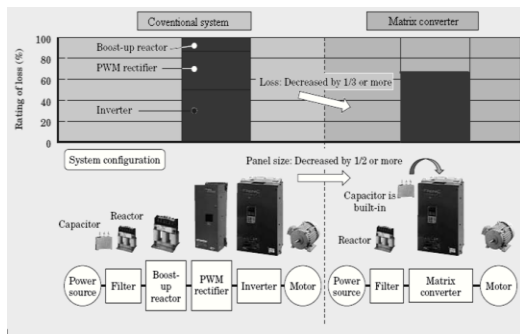 Coventional system
Matrix converter
Rating of loss (%)
100
80
60
40
20
0
Boost-up reactor
PWM rectifier
Inverter
Loss: Decreased by 1/3 or more
System configuration
Panel size: Decreased by 1/2 or more
Capacitor
Reactor
Capacitor is
built-in
Reactor
Power
source
Filter
Boost-
up
reactor
PWM
rectifier
Inverter
Motor
Power
source
Filter
Matrix
converter
Motor